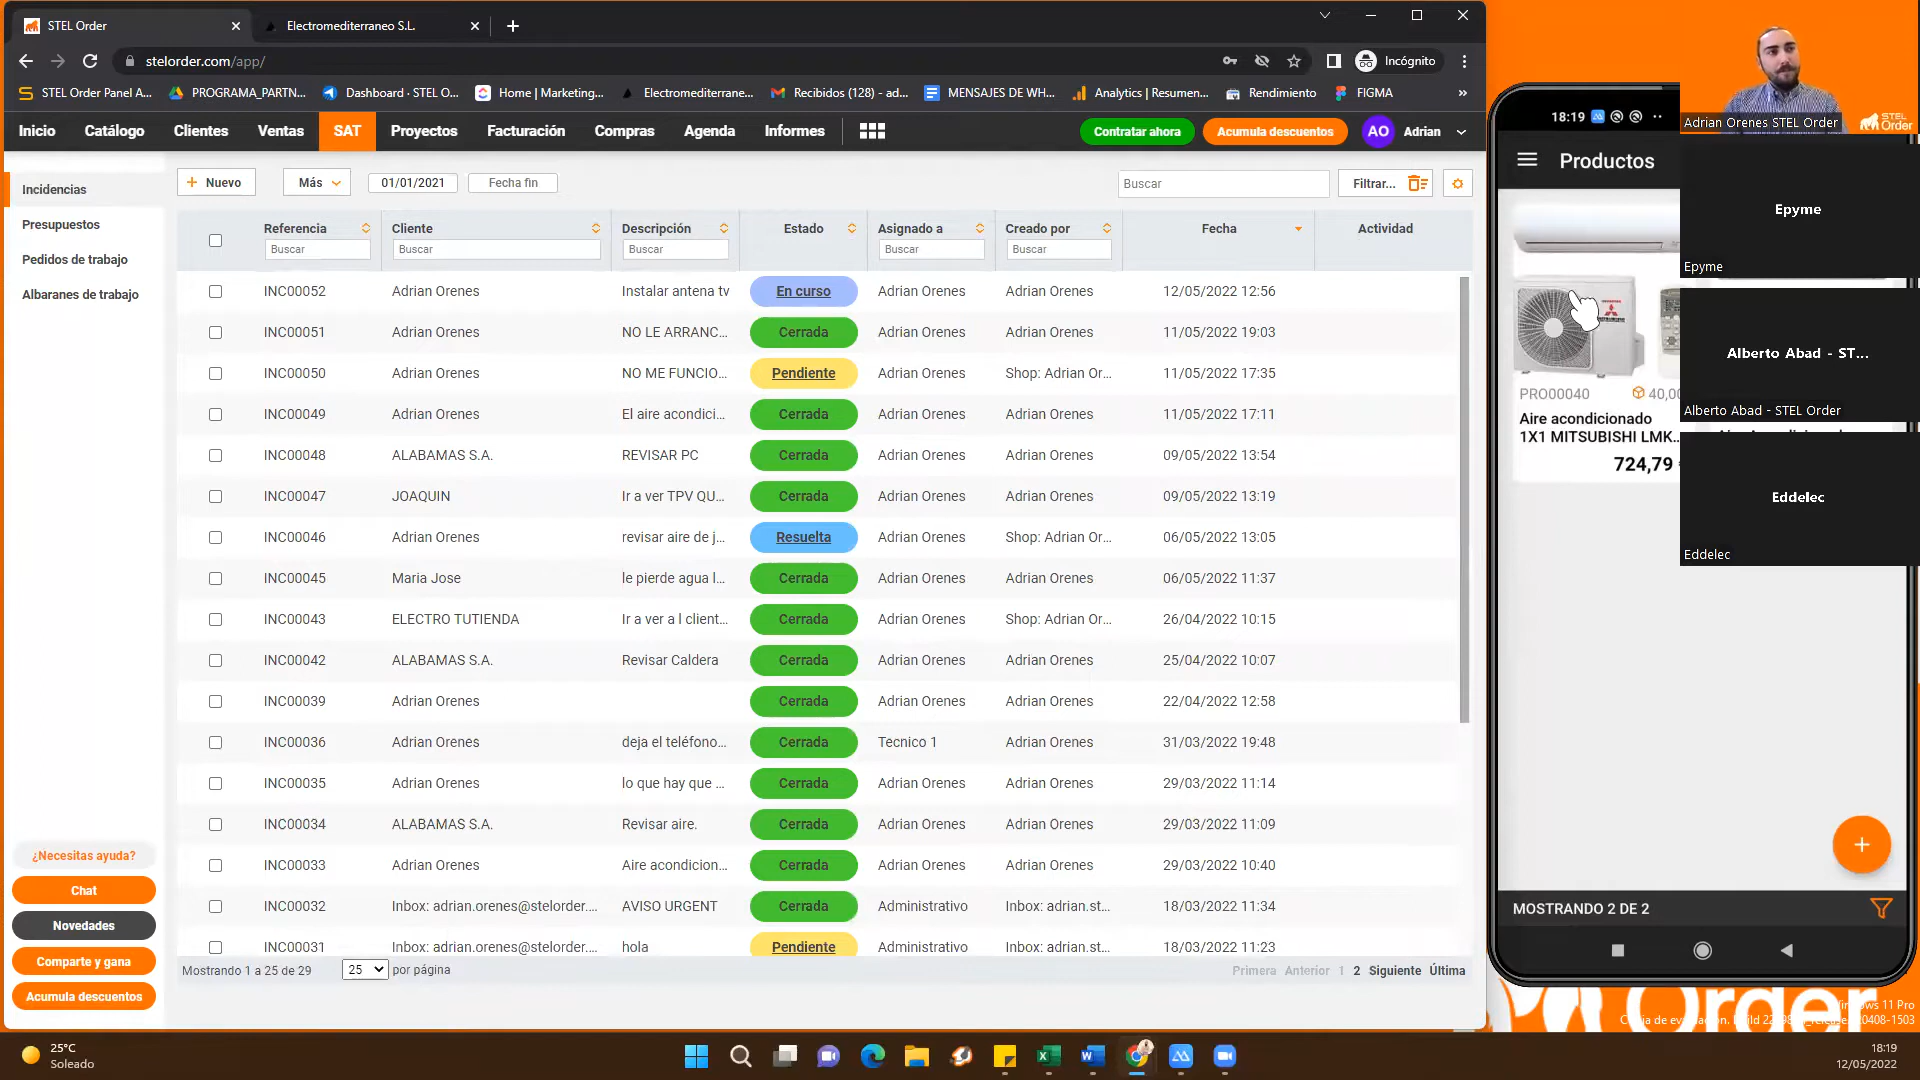 STEL Order
Electromediterraneo S.L.
stelorder.com/app/
Incógnito
STEL Order Panel A...
PROGRAMA_PARTN...
Dashboard · STEL O...
Home | Marketing...
Electromediterrane...
Recibidos (128) - ad...
MENSAJES DE WH...
Analytics | Resumen...
Rendimiento
FIGMA
»
Inicio
Catálogo
Clientes
Ventas
SAT
Proyectos
Facturación
Compras
Agenda
Informes
Contratar ahora
Acumula descuentos
AO
Adrian
Incidencias
Presupuestos
Pedidos de trabajo
Albaranes de trabajo
+ Nuevo
Más
01/01/2021
Fecha fin
Buscar
Filtrar...
Referencia Cliente Descripción Estado Asignado a Creado por Fecha Actividad
Buscar Buscar Buscar Buscar Buscar
INC00052 Adrian Orenes Instalar antena tv En curso Adrian Orenes Adrian Orenes 12/05/2022 12:56
INC00051 Adrian Orenes NO LE ARRANC... Cerrada Adrian Orenes Adrian Orenes 11/05/2022 19:03
INC00050 Adrian Orenes NO ME FUNCIO... Pendiente Adrian Orenes Shop: Adrian Or... 11/05/2022 17:35
INC00049 Adrian Orenes El aire acondici... Cerrada Adrian Orenes Adrian Orenes 11/05/2022 17:11
INC00048 ALABAMAS S.A. REVISAR PC Cerrada Adrian Orenes Adrian Orenes 09/05/2022 13:54
INC00047 JOAQUIN Ir a ver TPV QU... Cerrada Adrian Orenes Adrian Orenes 09/05/2022 13:19
INC00046 Adrian Orenes revisar aire de j... Resuelta Adrian Orenes Shop: Adrian Or... 06/05/2022 13:05
INC00045 Maria Jose le pierde agua l... Cerrada Adrian Orenes Adrian Orenes 06/05/2022 11:37
INC00043 ELECTRO TUTIENDA Ir a ver a l client... Cerrada Adrian Orenes Shop: Adrian Or... 26/04/2022 10:15
INC00042 ALABAMAS S.A. Revisar Caldera Cerrada Adrian Orenes Adrian Orenes 25/04/2022 10:07
INC00039 Adrian Orenes Cerrada Adrian Orenes Adrian Orenes 22/04/2022 12:58
INC00036 Adrian Orenes deja el teléfono... Cerrada Tecnico 1 Adrian Orenes 31/03/2022 19:48
INC00035 Adrian Orenes lo que hay que ... Cerrada Adrian Orenes Adrian Orenes 29/03/2022 11:14
INC00034 ALABAMAS S.A. Revisar aire. Cerrada Adrian Orenes Adrian Orenes 29/03/2022 11:09
INC00033 Adrian Orenes Aire acondicion... Cerrada Adrian Orenes Adrian Orenes 29/03/2022 10:40
INC00032 Inbox: adrian.orenes@stelorder.... AVISO URGENT Cerrada Administrativo Inbox: adrian.st... 18/03/2022 11:34
INC00031 Inbox: adrian.orenes@stelorder.... hola Pendiente Administrativo Inbox: adrian.st... 18/03/2022 11:23
Mostrando 1 a 25 de 29
25
por página
Primera Anterior 1 2 Siguiente Última
¿Necesitas ayuda?
Chat
Novedades
Comparte y gana
Acumula descuentos
18:19
Productos
PRO00040
40,00
Aire acondicionado
1X1 MITSUBISHI LMK...
724,79
MOSTRANDO 2 DE 2
Adrian Orenes STEL Order
STEL
Order
Epyme
Epyme
Alberto Abad - ST...
Alberto Abad - STEL Order
Eddelec
Eddelec
Order
11 Pro
25°C
Soleado
18:19
12/05/2022